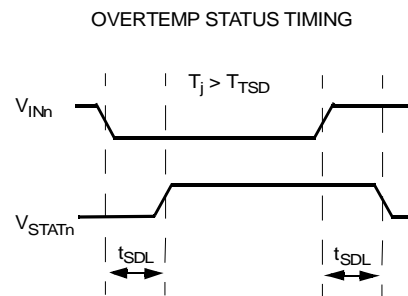 OVERTEMP STATUS TIMING
Tj > TTSD
VINn
VSTATn
tSDL tSDL